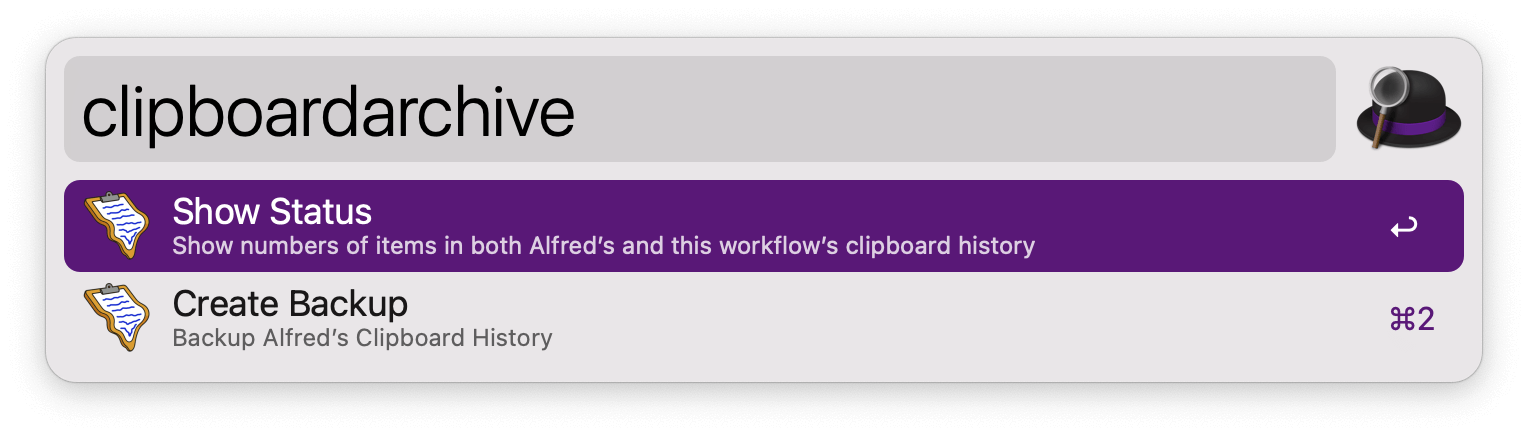 clipboardarchive
Show Status
Show numbers of items in both Alfred’s and this workflow’s clipboard history
↩
Create Backup
Backup Alfred’s Clipboard History
⌘2